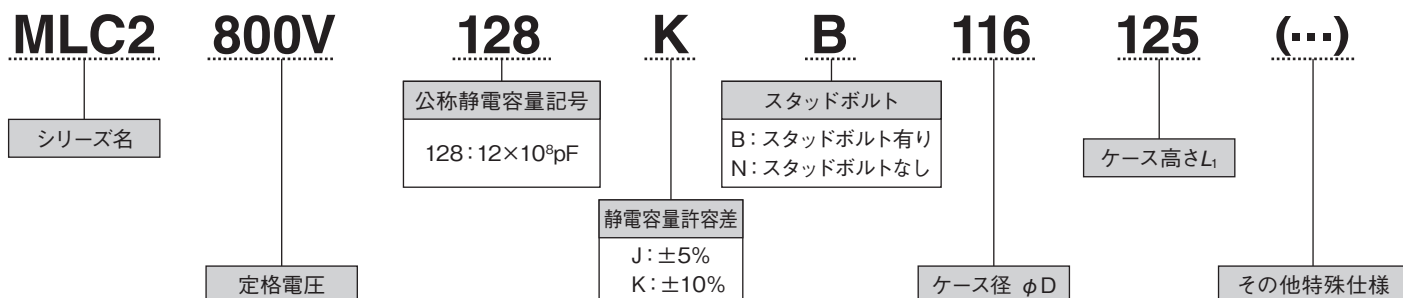 MLC2 800V 128 K B 116 125 (…)
シリーズ名
定格電圧
公称静電容量記号
128：12×10⁸pF
静電容量許容差
J：±5%
K：±10%
スタッドボルト
B：スタッドボルト有り
N：スタッドボルトなし
ケース径 φD
ケース高さL₁
その他特殊仕様